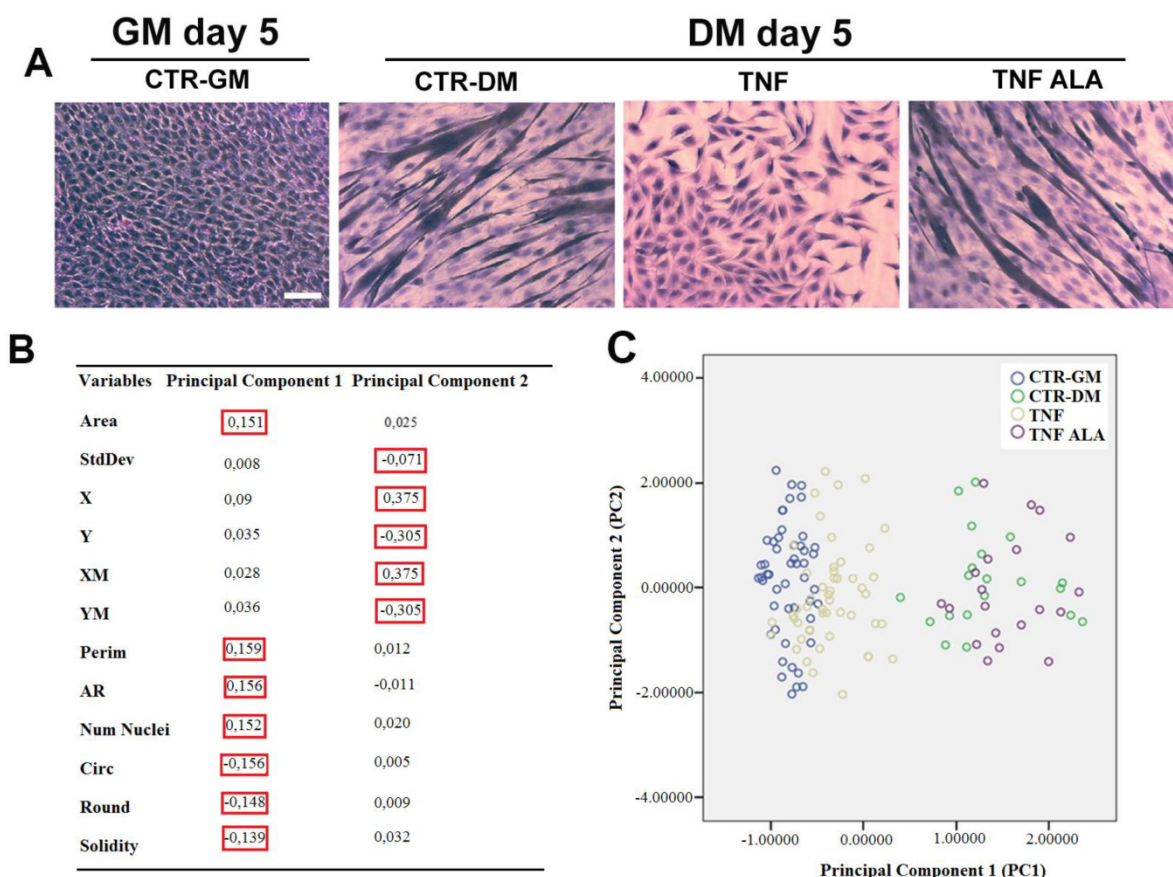 GM day 5 DM day 5
A
CTR-GM CTR-DM TNF TNF ALA
B
Variables Principal Component 1 Principal Component 2
Area 0,151 0,025
StdDev 0,008 -0,071
X 0,09 0,375
Y 0,035 -0,305
XM 0,028 0,375
YM 0,036 -0,305
Perim 0,159 0,012
AR 0,156 -0,011
Num Nuclei 0,152 0,020
Circ -0,156 0,005
Round -0,148 0,009
Solidity -0,139 0,032
C
CTR-GM
CTR-DM
TNF
TNF ALA
4.00000
2.00000
0.00000
-2.00000
-4.00000
Principal Component 2 (PC2)
-1.00000 0.00000 1.00000 2.00000
Principal Component 1 (PC1)